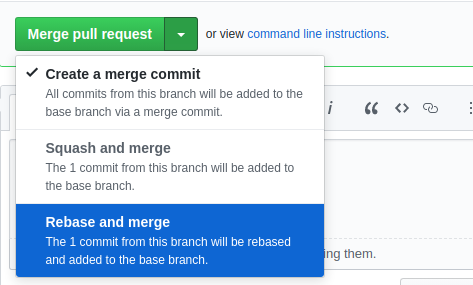 Merge pull request or view command line instructions.
Create a merge commit
All commits from this branch will be added to the
base branch via a merge commit.
Squash and merge
The 1 commit from this branch will be added to
the base branch.
Rebase and merge
The 1 commit from this branch will be rebased
and added to the base branch.
ing them.